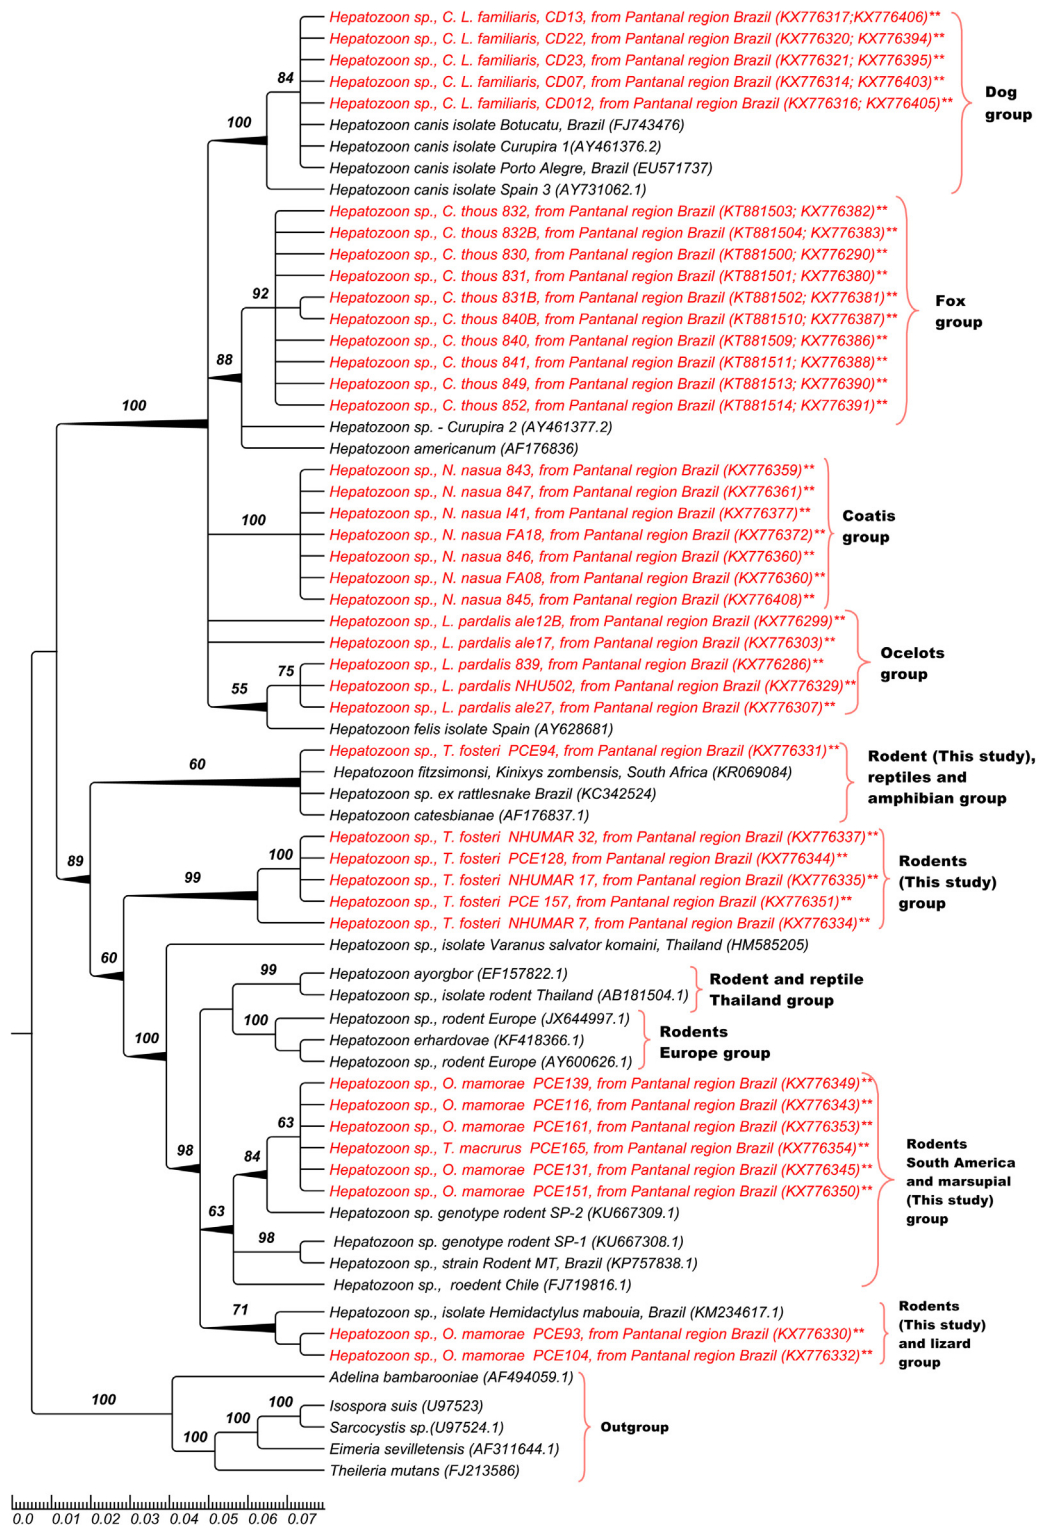 Hepatozoon sp., C. L. familiaris, CD13, from Pantanal region Brazil (KX776317;KX776406)**
Hepatozoon sp., C. L. familiaris, CD22, from Pantanal region Brazil (KX776320; KX776394)**
Hepatozoon sp., C. L. familiaris, CD23, from Pantanal region Brazil (KX776321; KX776395)**
Hepatozoon sp., C. L. familiaris, CD07, from Pantanal region Brazil (KX776314; KX776403)**
84
Hepatozoon sp., C. L. familiaris, CD012, from Pantanal region Brazil (KX776316; KX776405)**
Dog
group
100
Hepatozoon canis isolate Botucatu, Brazil (FJ743476)
Hepatozoon canis isolate Curupira 1(AY461376.2)
Hepatozoon canis isolate Porto Alegre, Brazil (EU571737)
Hepatozoon canis isolate Spain 3 (AY731062.1)
Hepatozoon sp., C. thous 832, from Pantanal region Brazil (KT881503; KX776382)**
Hepatozoon sp., C. thous 832B, from Pantanal region Brazil (KT881504; KX776383)**
Hepatozoon sp., C. thous 830, from Pantanal region Brazil (KT881500; KX776290)**
Hepatozoon sp., C. thous 831, from Pantanal region Brazil (KT881501; KX776380)**
92
Hepatozoon sp., C. thous 831B, from Pantanal region Brazil (KT881502; KX776381)**
Hepatozoon sp., C. thous 840B, from Pantanal region Brazil (KT881510; KX776387)**
Fox
group
Hepatozoon sp., C. thous 840, from Pantanal region Brazil (KT881509; KX776386)**
88
Hepatozoon sp., C. thous 841, from Pantanal region Brazil (KT881511; KX776388)**
Hepatozoon sp., C. thous 849, from Pantanal region Brazil (KT881513; KX776390)**
100
Hepatozoon sp., C. thous 852, from Pantanal region Brazil (KT881514; KX776391)**
Hepatozoon sp. - Curupira 2 (AY461377.2)
Hepatozoon americanum (AF176836)
Hepatozoon sp., N. nasua 843, from Pantanal region Brazil (KX776359)**
Hepatozoon sp., N. nasua 847, from Pantanal region Brazil (KX776361)**
Hepatozoon sp., N. nasua I41, from Pantanal region Brazil (KX776377)**
100
Hepatozoon sp., N. nasua FA18, from Pantanal region Brazil (KX776372)**
Coatis
group
Hepatozoon sp., N. nasua 846, from Pantanal region Brazil (KX776360)**
Hepatozoon sp., N. nasua FA08, from Pantanal region Brazil (KX776360)**
Hepatozoon sp., N. nasua 845, from Pantanal region Brazil (KX776408)**
Hepatozoon sp., L. pardalis ale12B, from Pantanal region Brazil (KX776299)**
Hepatozoon sp., L. pardalis ale17, from Pantanal region Brazil (KX776303)**
75
Hepatozoon sp., L. pardalis 839, from Pantanal region Brazil (KX776286)**
Ocelots
group
55
Hepatozoon sp., L. pardalis NHU502, from Pantanal region Brazil (KX776329)**
Hepatozoon sp., L. pardalis ale27, from Pantanal region Brazil (KX776307)**
Hepatozoon felis isolate Spain (AY628681)
Hepatozoon sp., T. fosteri PCE94, from Pantanal region Brazil (KX776331)**
60
Hepatozoon fitzsimonsi, Kinixys zombensis, South Africa (KR069084)
Hepatozoon sp. ex rattlesnake Brazil (KC342524)
Hepatozoon catesbianae (AF176837.1)
Rodent (This study),
reptiles and
amphibian group
Hepatozoon sp., T. fosteri NHUMAR 32, from Pantanal region Brazil (KX776337)**
100
Hepatozoon sp., T. fosteri PCE128, from Pantanal region Brazil (KX776344)**
89
99
Hepatozoon sp., T. fosteri NHUMAR 17, from Pantanal region Brazil (KX776335)**
Hepatozoon sp., T. fosteri PCE 157, from Pantanal region Brazil (KX776351)**
Hepatozoon sp., T. fosteri NHUMAR 7, from Pantanal region Brazil (KX776334)**
Rodents
(This study)
group
60
Hepatozoon sp., isolate Varanus salvator komaini, Thailand (HM585205)
99
Hepatozoon ayorgbor (EF157822.1)
Hepatozoon sp., isolate rodent Thailand (AB181504.1)
Rodent and reptile
Thailand group
100
100
Hepatozoon sp., rodent Europe (JX644997.1)
Hepatozoon erhardovae (KF418366.1)
Hepatozoon sp., rodent Europe (AY600626.1)
Rodents
Europe group
Hepatozoon sp., O. mamorae PCE139, from Pantanal region Brazil (KX776349)**
Hepatozoon sp., O. mamorae PCE116, from Pantanal region Brazil (KX776343)**
63
Hepatozoon sp., O. mamorae PCE161, from Pantanal region Brazil (KX776353)**
98
84
Hepatozoon sp., T. macrurus PCE165, from Pantanal region Brazil (KX776354)**
Hepatozoon sp., O. mamorae PCE131, from Pantanal region Brazil (KX776345)**
Hepatozoon sp., O. mamorae PCE151, from Pantanal region Brazil (KX776350)**
Rodents
South America
and marsupial
(This study)
group
63
Hepatozoon sp. genotype rodent SP-2 (KU667309.1)
98
Hepatozoon sp. genotype rodent SP-1 (KU667308.1)
Hepatozoon sp., strain Rodent MT, Brazil (KP757838.1)
Hepatozoon sp., roedent Chile (FJ719816.1)
71
Hepatozoon sp., isolate Hemidactylus mabouia, Brazil (KM234617.1)
Hepatozoon sp., O. mamorae PCE93, from Pantanal region Brazil (KX776330)**
Hepatozoon sp., O. mamorae PCE104, from Pantanal region Brazil (KX776332)**
Rodents
(This study)
and lizard
group
Adelina bambarooniae (AF494059.1)
100
100
Isospora suis (U97523)
100
Sarcocystis sp.(U97524.1)
Outgroup
100
Eimeria sevilletensis (AF311644.1)
Theileria mutans (FJ213586)
0.0 0.01 0.02 0.03 0.04 0.05 0.06 0.07